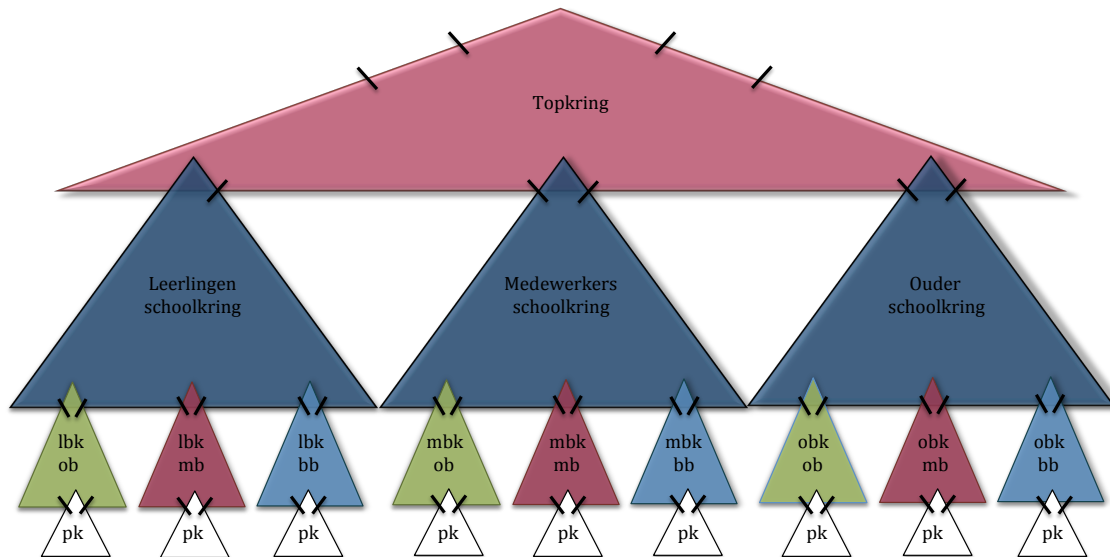 Topkring
Leerlingen
schoolkring
Medewerkers
schoolkring
Ouder
schoolkring
lbk
ob
lbk
mb
lbk
bb
mbk
ob
mbk
mb
mbk
bb
obk
ob
obk
mb
obk
bb
pk
pk
pk
pk
pk
pk
pk
pk
pk